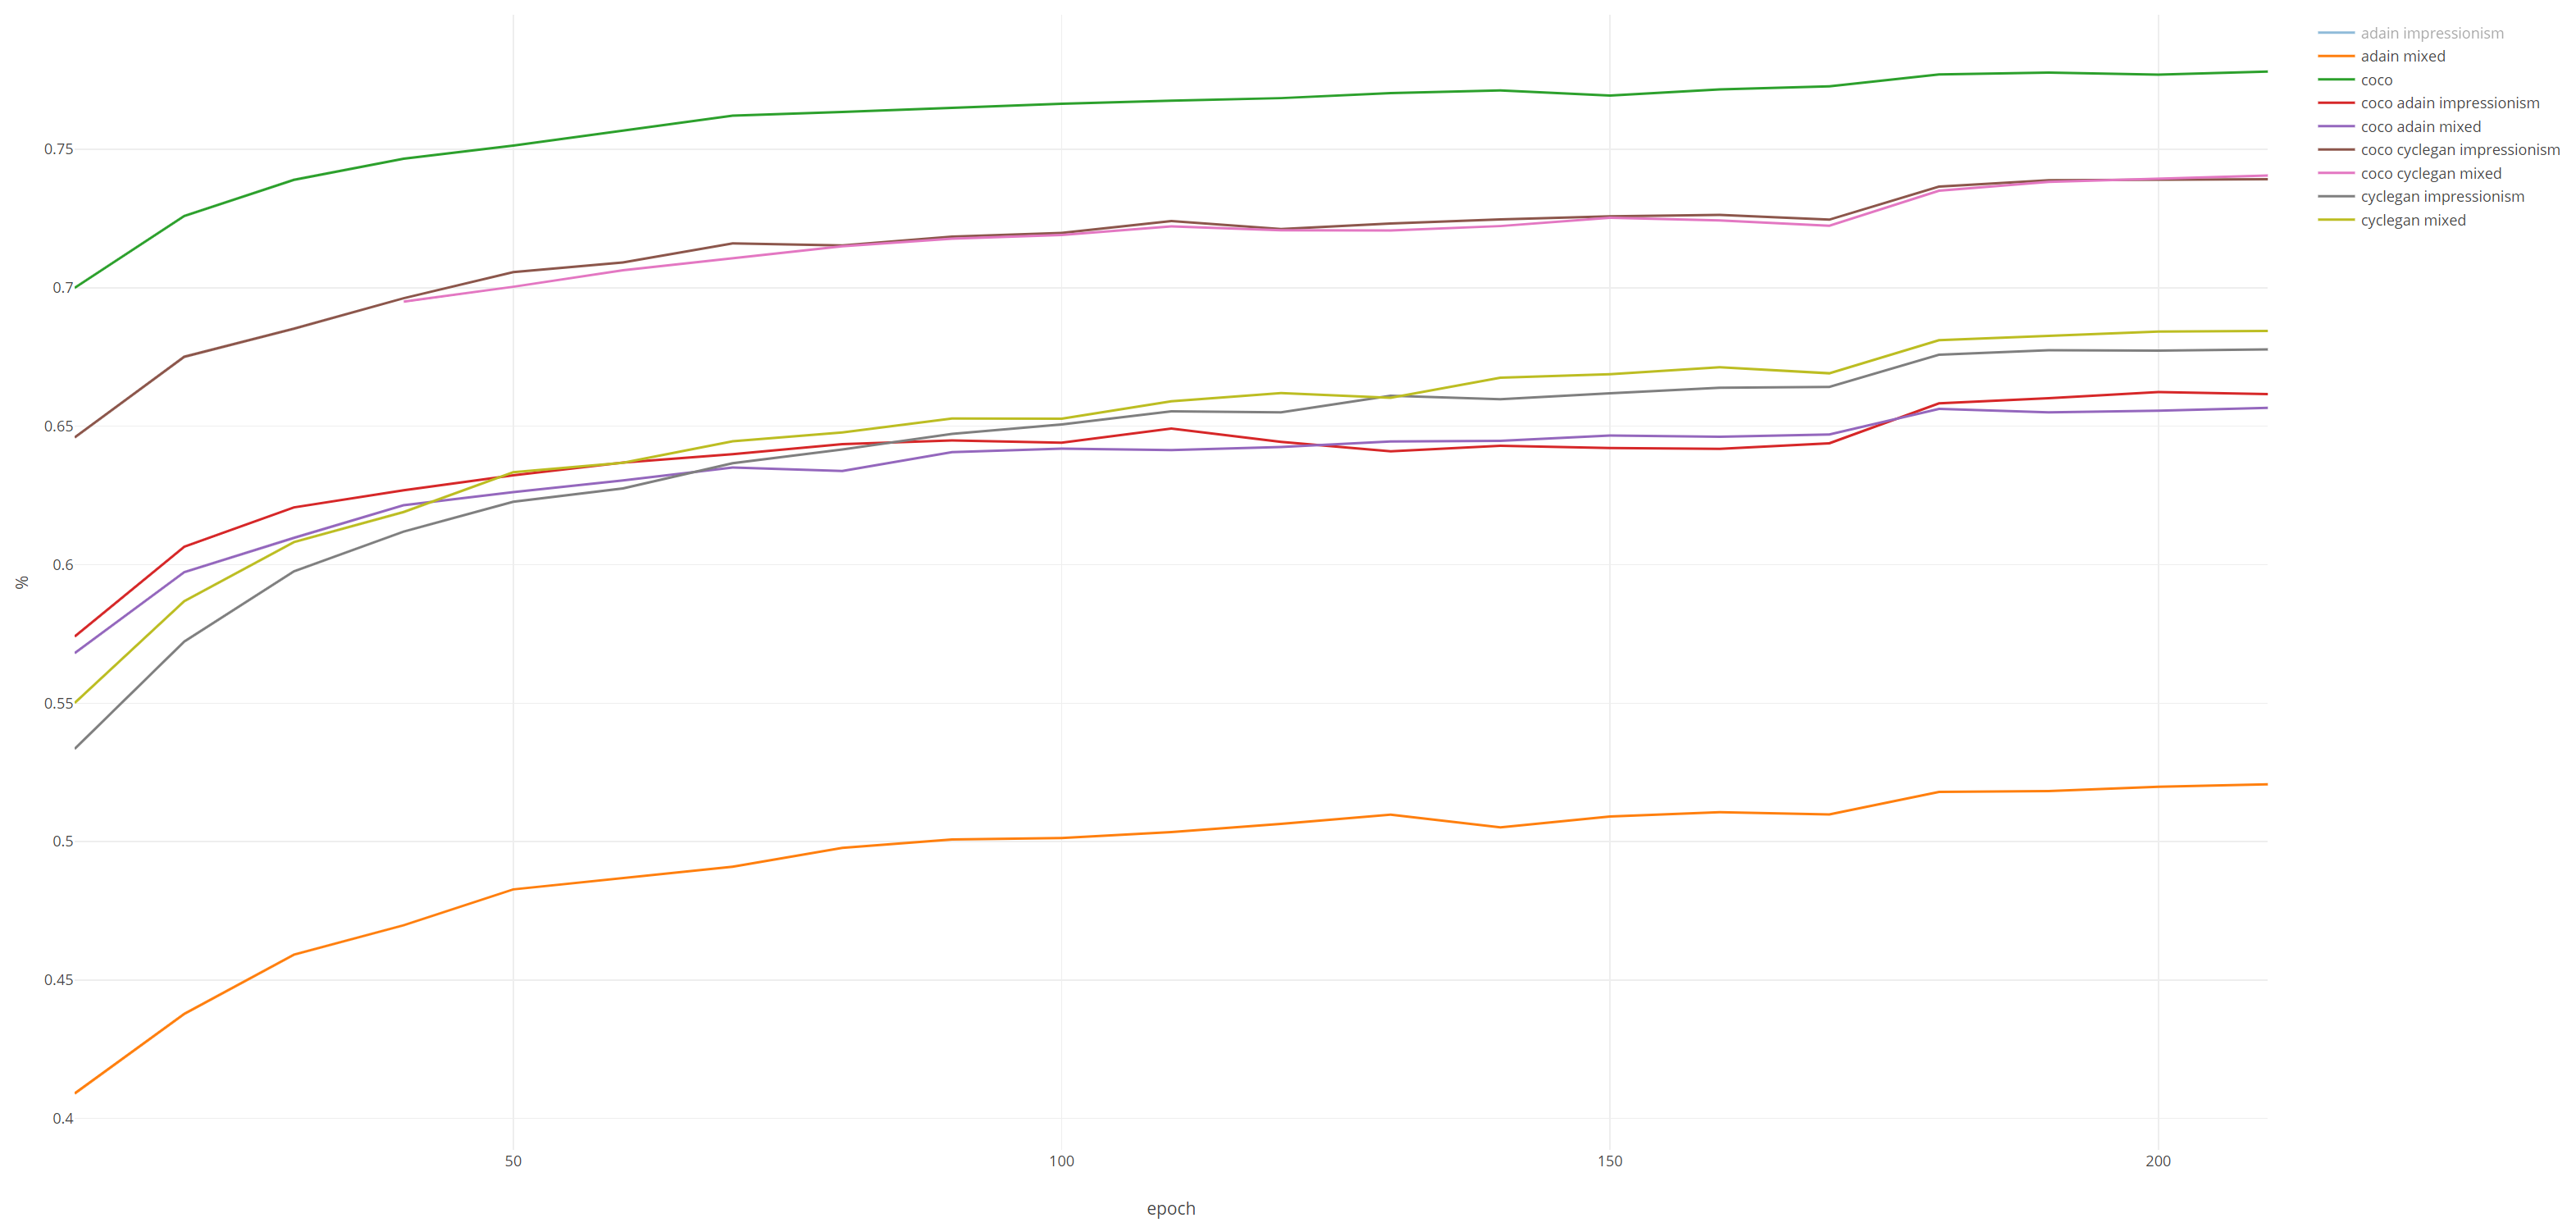 adain impressionism
adain mixed
coco
coco adain impressionism
coco adain mixed
coco cyclegan impressionism
coco cyclegan mixed
cyclegan impressionism
cyclegan mixed
0.75
0.7
0.65
0.6
0.55
0.5
0.45
0.4
%
50 100 150 200
epoch